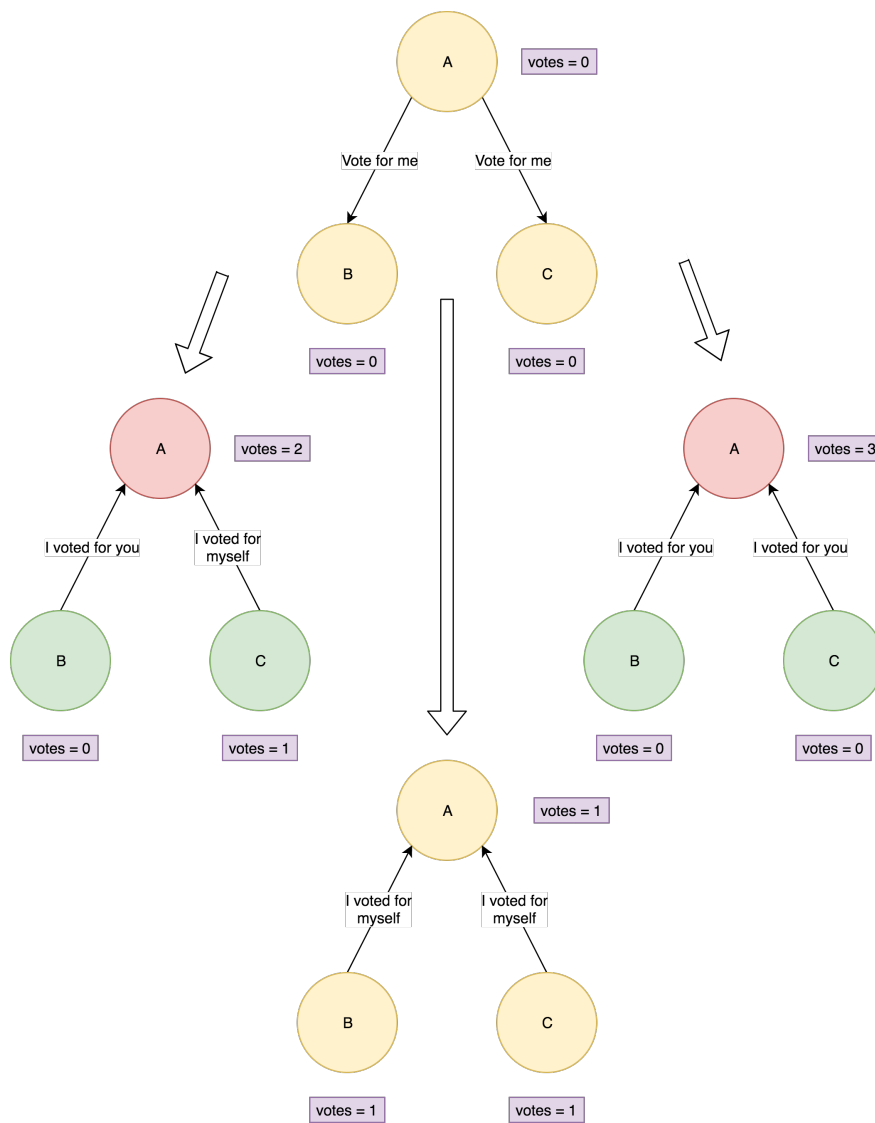 A
votes = 0
Vote for me
Vote for me
B
C
votes = 0
votes = 0
A
votes = 2
A
votes = 3
I voted for you
I voted for
myself
I voted for you
I voted for you
B
C
B
C
votes = 0
votes = 1
votes = 0
votes = 0
A
votes = 1
I voted for
myself
I voted for
myself
B
C
votes = 1
votes = 1